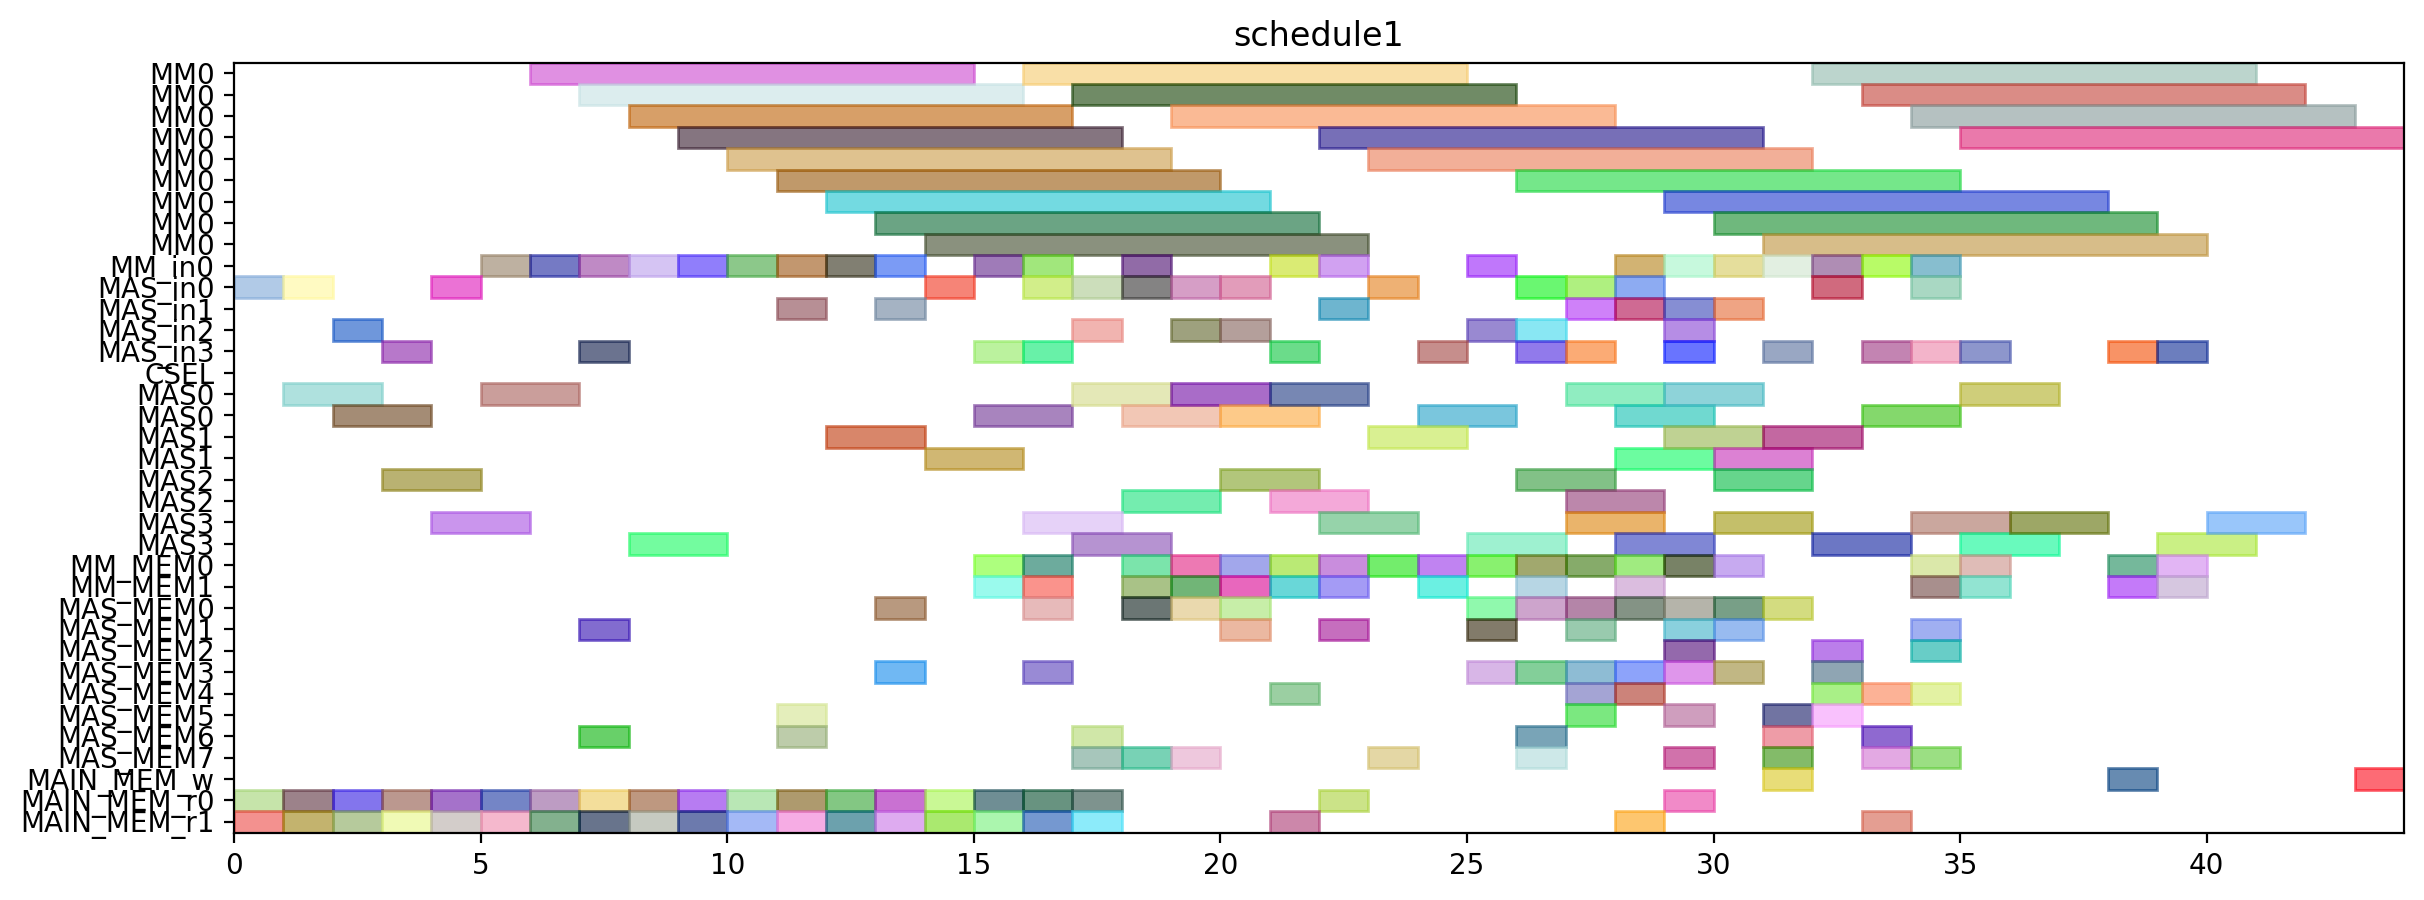 schedule1
MM0
MM0
MM0
MM0
MM0
MM0
MM0
MM0
MM0
MM_in0
MAS_in0
MAS_in1
MAS_in2
MAS_in3
CSEL
MAS0
MAS0
MAS1
MAS1
MAS2
MAS2
MAS3
MAS3
MM_MEM0
MM_MEM1
MAS_MEM0
MAS_MEM1
MAS_MEM2
MAS_MEM3
MAS_MEM4
MAS_MEM5
MAS_MEM6
MAS_MEM7
MAIN_MEM_w
MAIN_MEM_r0
MAIN_MEM_r1
0 5 10 15 20 25 30 35 40